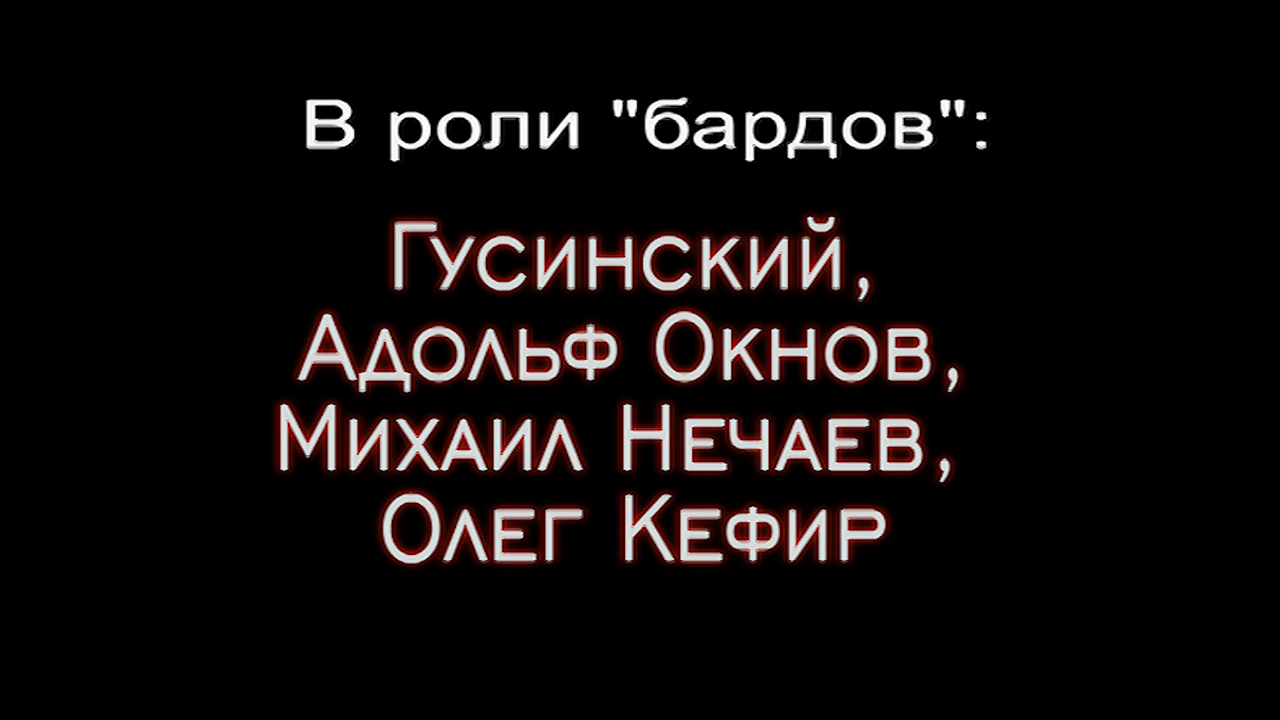 В роли "бардов":
Гусинский,
Адольф Окнов,
Михаил Нечаев,
Олег Кефир